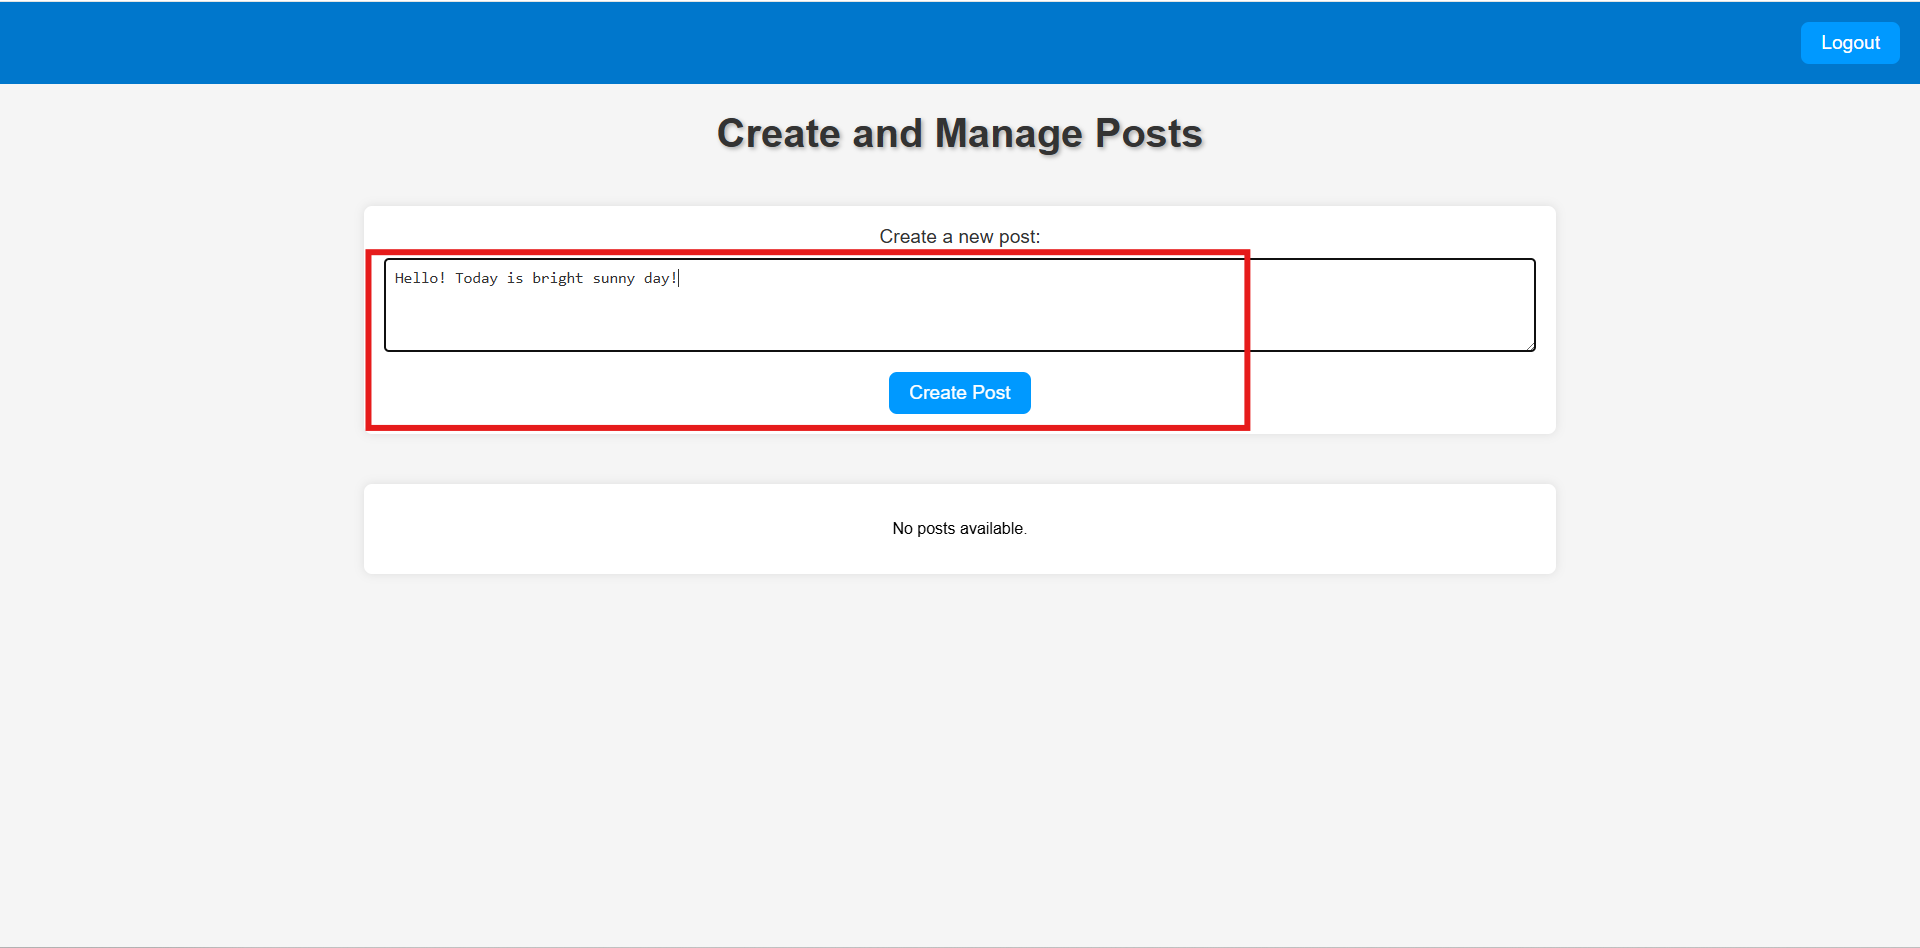 Logout
Create and Manage Posts
Create a new post:
Hello! Today is bright sunny day!
Create Post
No posts available.